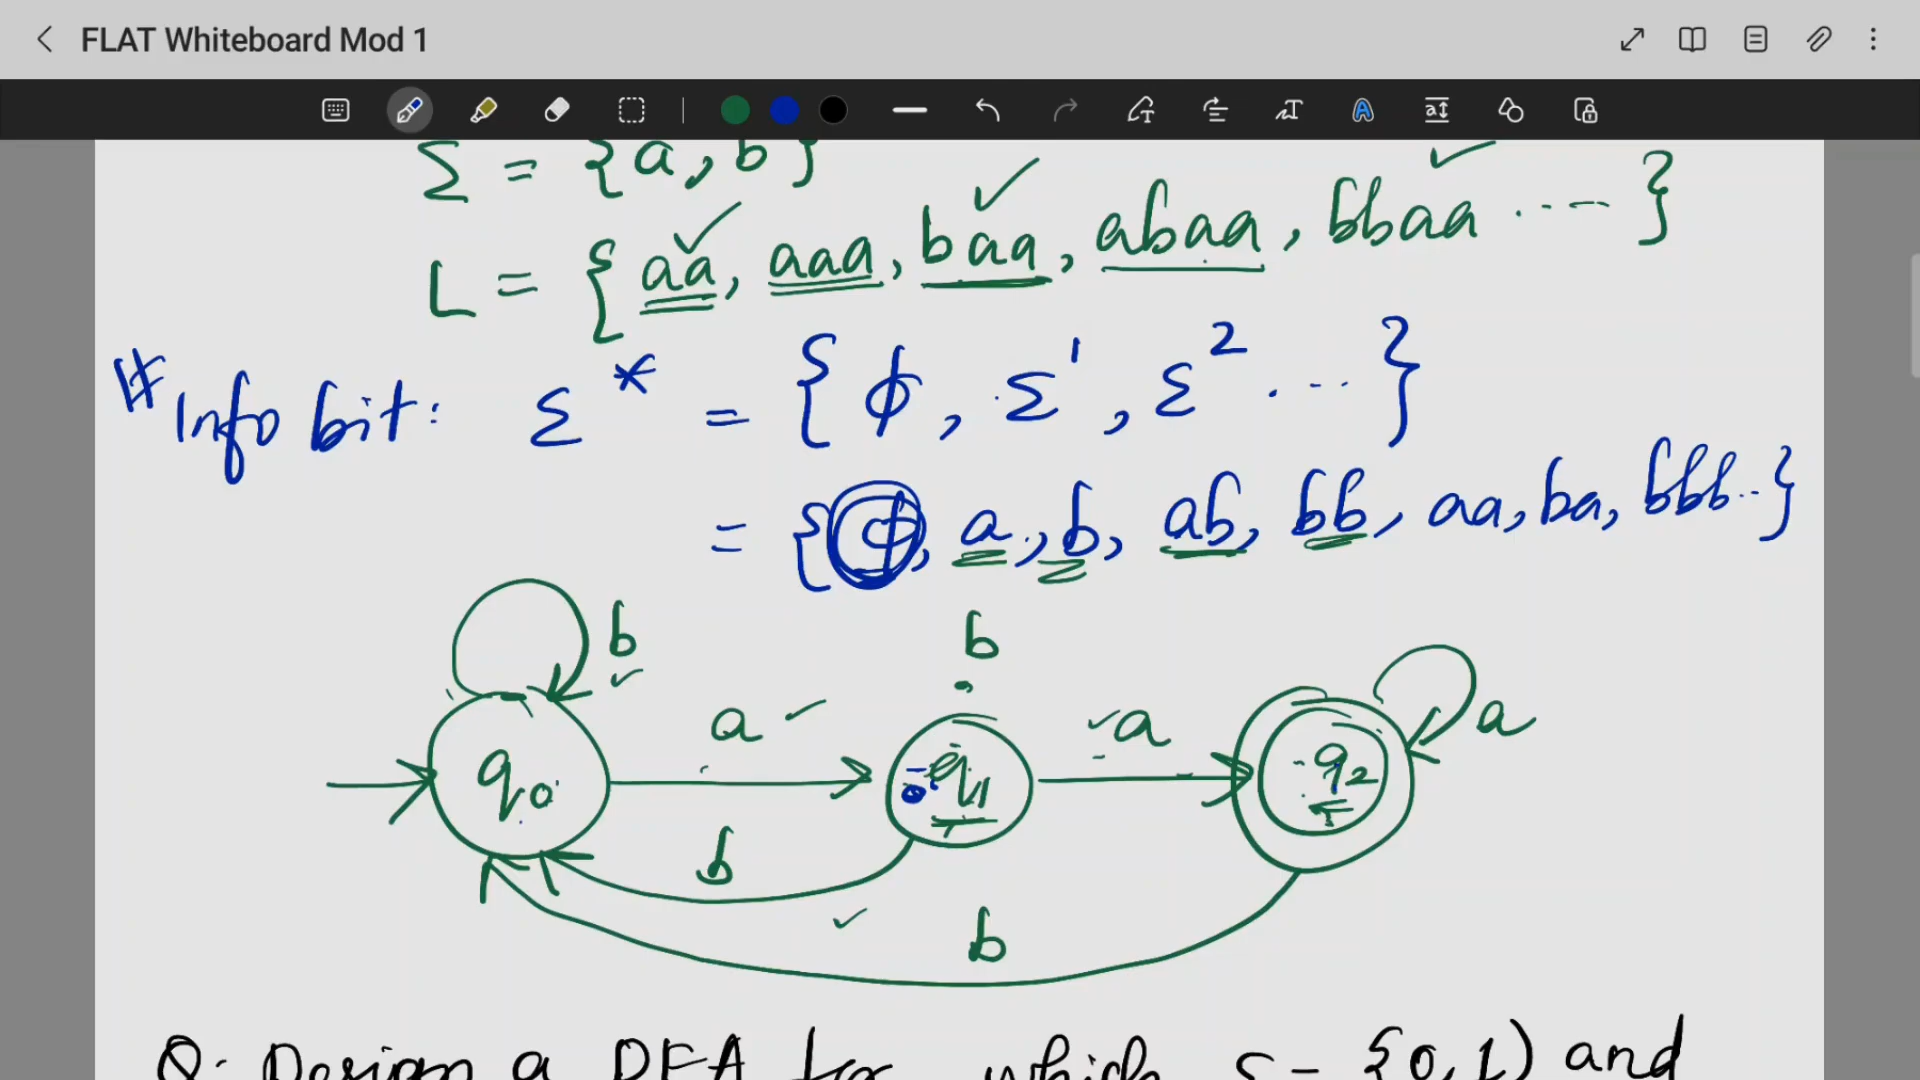 FLAT Whiteboard Mod 1
Σ = {a, b}
L = { aa, aaa, baa, abaa, bbaa ..... }
# Info bit: Σ* = { ϕ, Σ¹, Σ² ... }
= { ϕ, a, b, ab, bb, aa, ba, bbb.. }
b b
a a a
q₀ q₁ q₂
b
b
Q. Design a DFA for which Σ = {0, 1} and